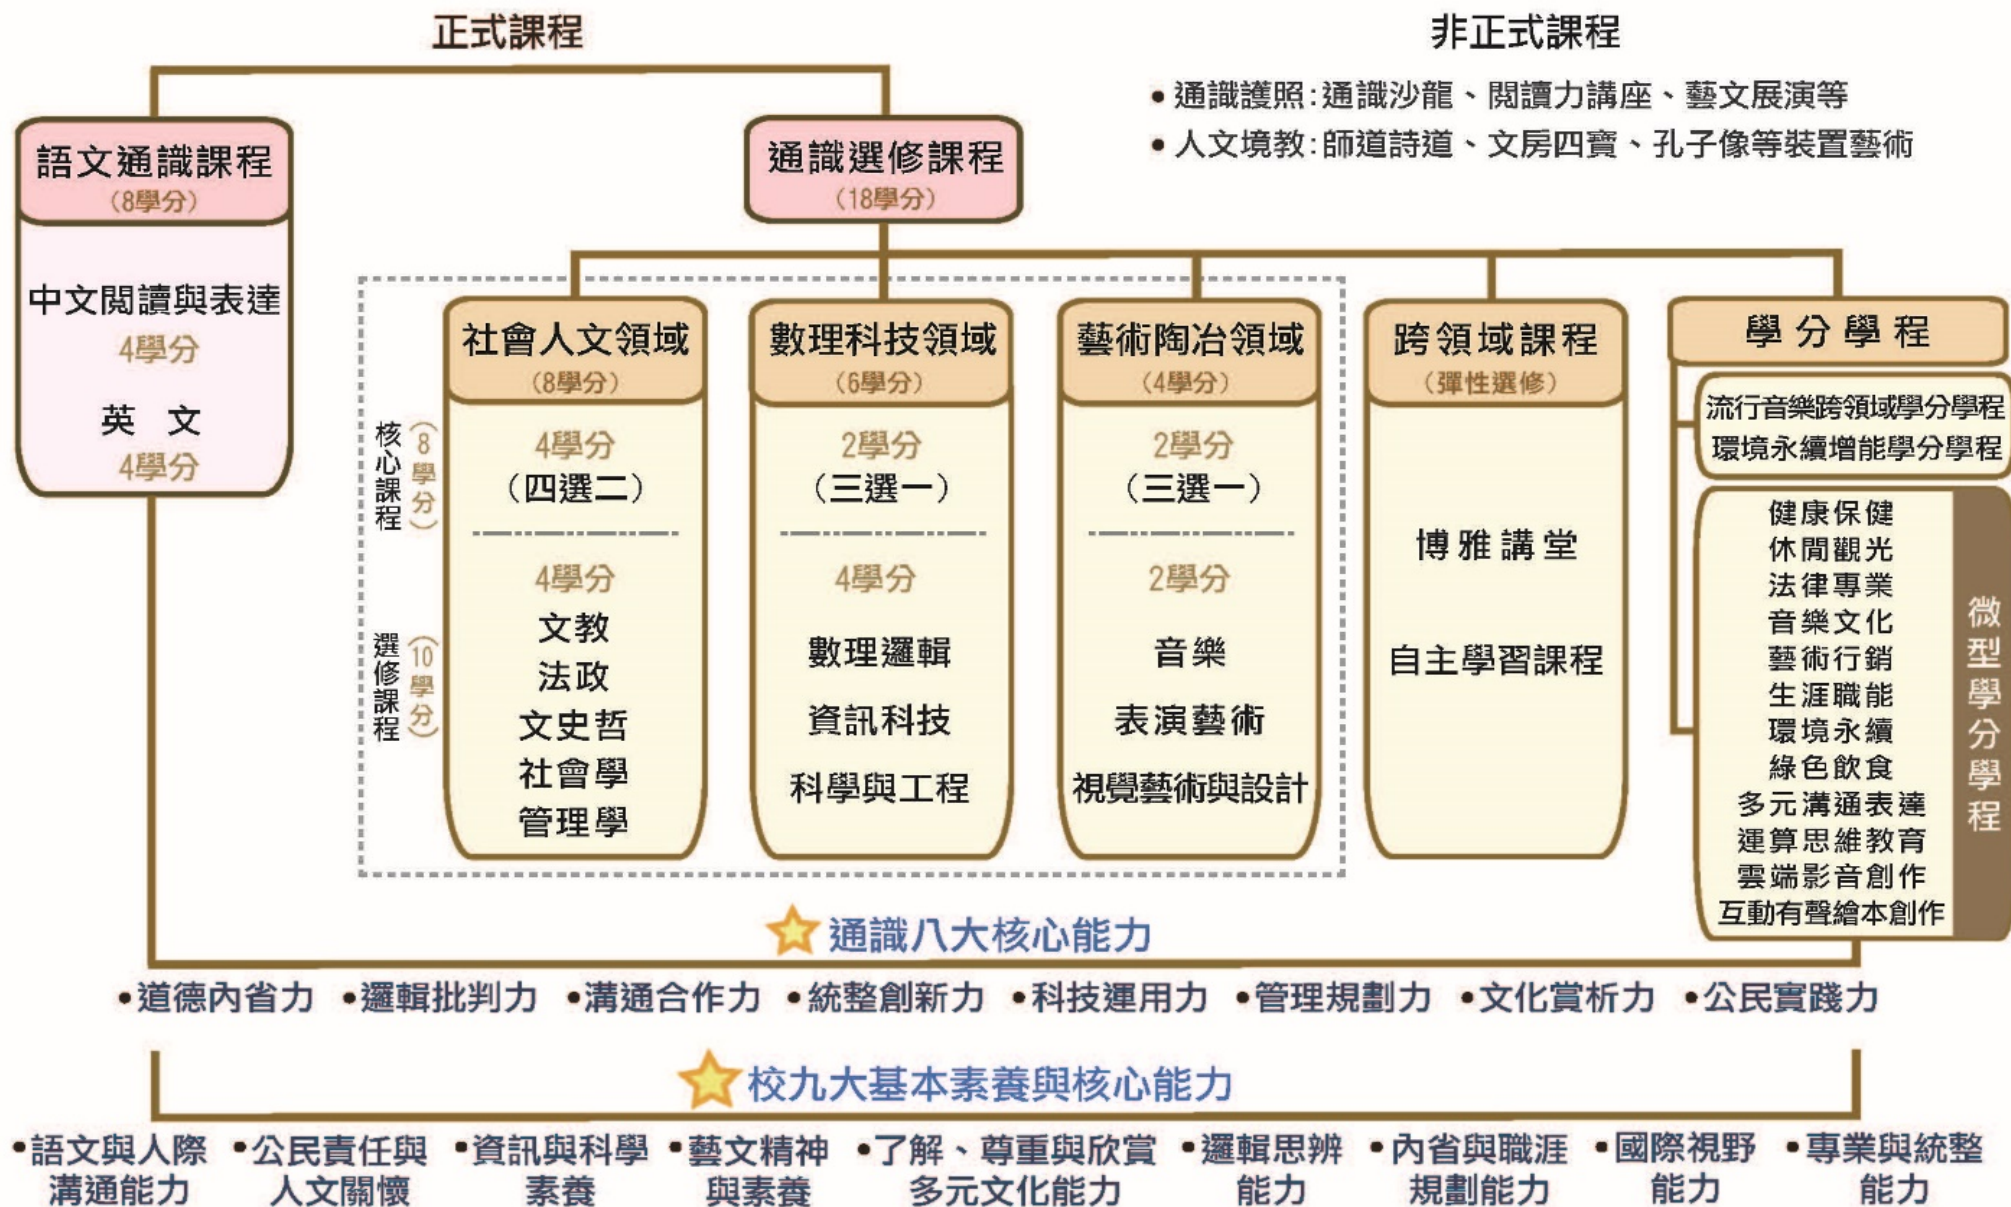 正式課程
非正式課程
•通識護照:通識沙龍、閱讀力講座、藝文展演等
•人文境教:師道詩道、文房四寶、孔子像等裝置藝術
語文通識課程
(8學分)
中文閱讀與表達
4學分
英 文
4學分
通識選修課程
(18學分)
核心課程
(8學分)
選修課程
(10學分)
社會人文領域
(8學分)
4學分
(四選二)
4學分
文教
法政
文史哲
社會學
管理學
數理科技領域
(6學分)
2學分
(三選一)
4學分
數理邏輯
資訊科技
科學與工程
藝術陶冶領域
(4學分)
2學分
(三選一)
2學分
音樂
表演藝術
視覺藝術與設計
跨領域課程
(彈性選修)
博雅講堂
自主學習課程
學分學程
流行音樂跨領域學分學程
環境永續增能學分學程
健康保健
休閒觀光
法律專業
音樂文化
藝術行銷
生涯職能
環境永續
綠色飲食
多元溝通表達
運算思維教育
雲端影音創作
互動有聲繪本創作
微型學分學程
通識八大核心能力
•道德內省力 •邏輯批判力 •溝通合作力 •統整創新力 •科技運用力 •管理規劃力 •文化賞析力 •公民實踐力
校九大基本素養與核心能力
•語文與人際
溝通能力
•公民責任與
人文關懷
•資訊與科學
素養
•藝文精神
與素養
•了解、尊重與欣賞
多元文化能力
•邏輯思辨
能力
•內省與職涯
規劃能力
•國際視野
能力
•專業與統整
能力